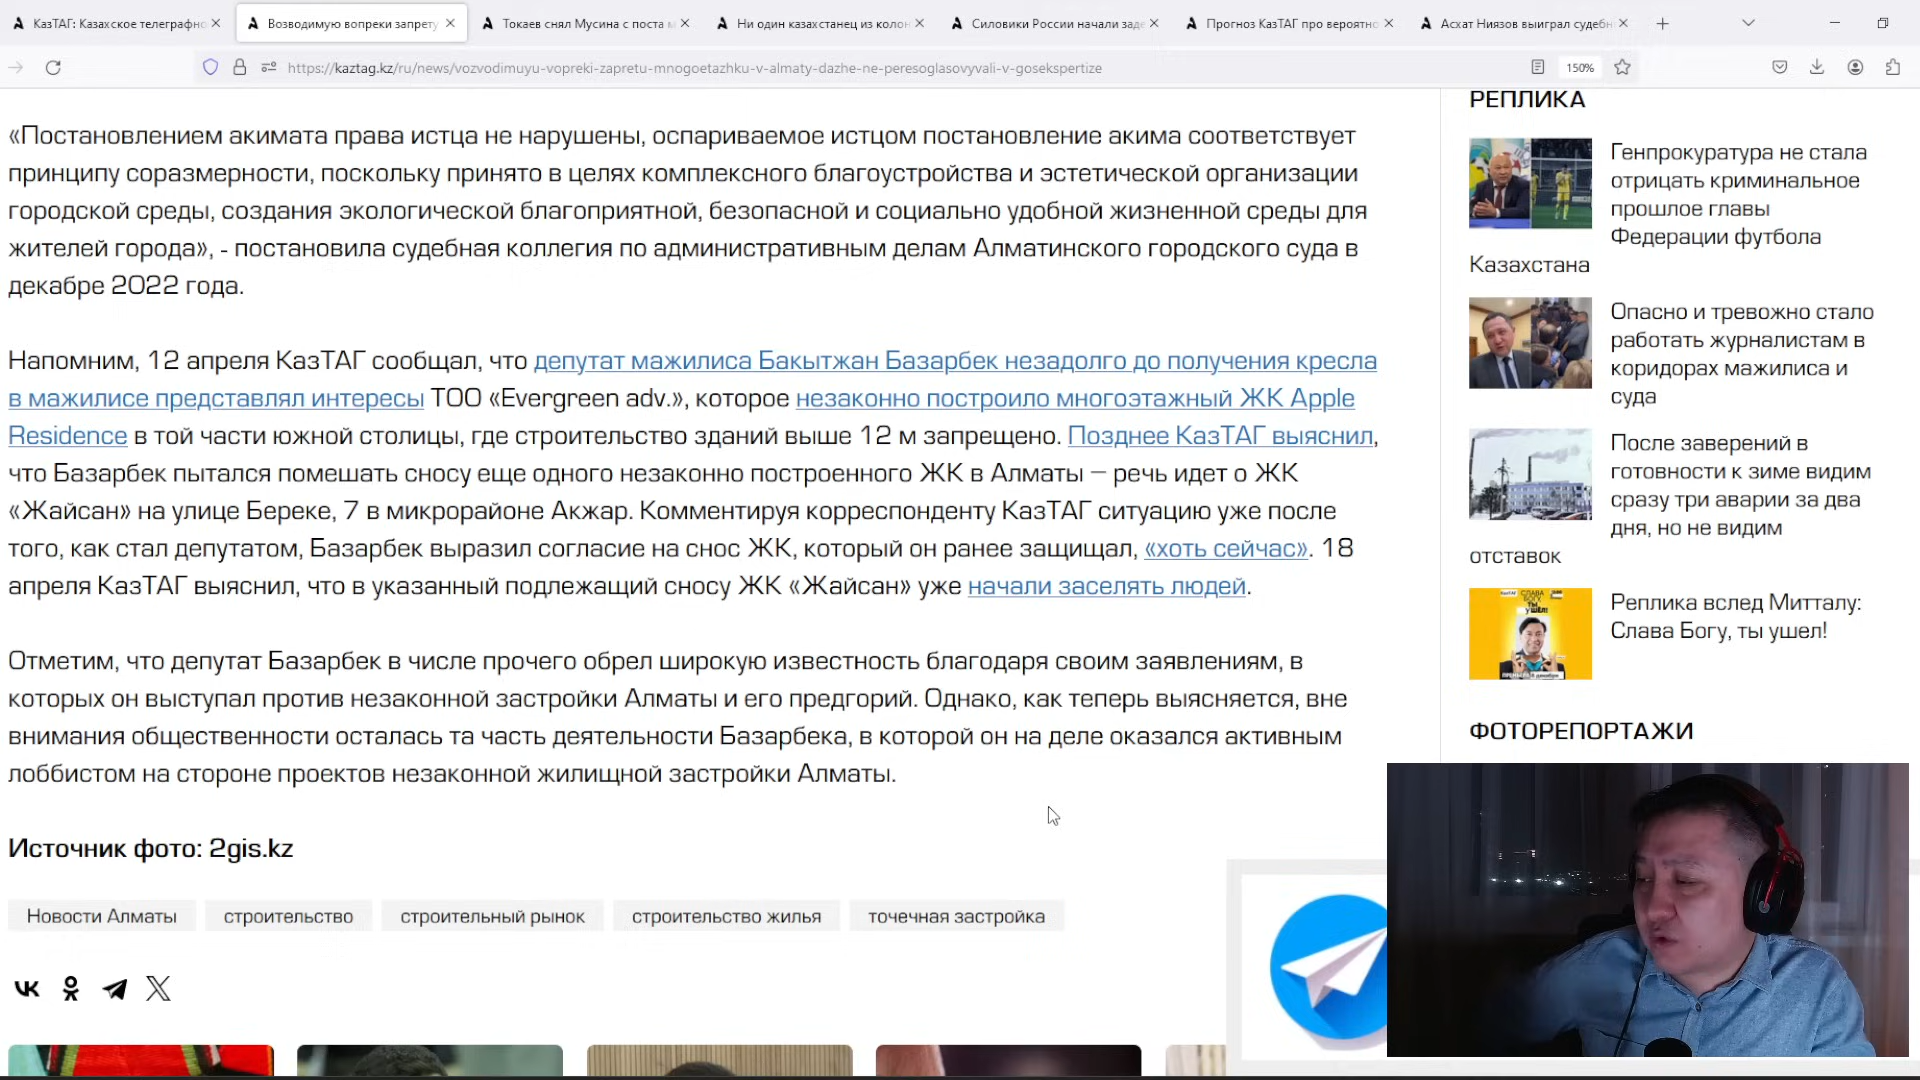 КазТАГ: Казахское телеграфно
Возводимую вопреки запрету
Токаев снял Мусина с поста м
Ни один казахстанец из колон
Силовики России начали заде
Прогноз КазТАГ про вероятно
Асхат Ниязов выиграл судебн
https://kaztag.kz/ru/news/vozvodimuyu-vopreki-zapretu-mnogoetazhku-v-almaty-dazhe-ne-peresoglasovyvali-v-gosekspertize
150%
«Постановлением акимата права истца не нарушены, оспариваемое истцом постановление акима соответствует
принципу соразмерности, поскольку принято в целях комплексного благоустройства и эстетической организации
городской среды, создания экологической благоприятной, безопасной и социально удобной жизненной среды для
жителей города», - постановила судебная коллегия по административным делам Алматинского городского суда в
декабре 2022 года.
Напомним, 12 апреля КазТАГ сообщал, что депутат мажилиса Бакытжан Базарбек незадолго до получения кресла
в мажилисе представлял интересы ТОО «Evergreen adv.», которое незаконно построило многоэтажный ЖК Apple
Residence в той части южной столицы, где строительство зданий выше 12 м запрещено. Позднее КазТАГ выяснил,
что Базарбек пытался помешать сносу еще одного незаконно построенного ЖК в Алматы – речь идет о ЖК
«Жайсан» на улице Береке, 7 в микрорайоне Акжар. Комментируя корреспонденту КазТАГ ситуацию уже после
того, как стал депутатом, Базарбек выразил согласие на снос ЖК, который он ранее защищал, «хоть сейчас». 18
апреля КазТАГ выяснил, что в указанный подлежащий сносу ЖК «Жайсан» уже начали заселять людей.
Отметим, что депутат Базарбек в числе прочего обрел широкую известность благодаря своим заявлениям, в
которых он выступал против незаконной застройки Алматы и его предгорий. Однако, как теперь выясняется, вне
внимания общественности осталась та часть деятельности Базарбека, в которой он на деле оказался активным
лоббистом на стороне проектов незаконной жилищной застройки Алматы.
Источник фото: 2gis.kz
Новости Алматы
строительство
строительный рынок
строительство жилья
точечная застройка
РЕПЛИКА
Генпрокуратура не стала
отрицать криминальное
прошлое главы
Федерации футбола
Казахстана
Опасно и тревожно стало
работать журналистам в
коридорах мажилиса и
суда
После заверений в
готовности к зиме видим
сразу три аварии за два
дня, но не видим
отставок
Реплика вслед Митталу:
Слава Богу, ты ушел!
ФОТОРЕПОРТАЖИ